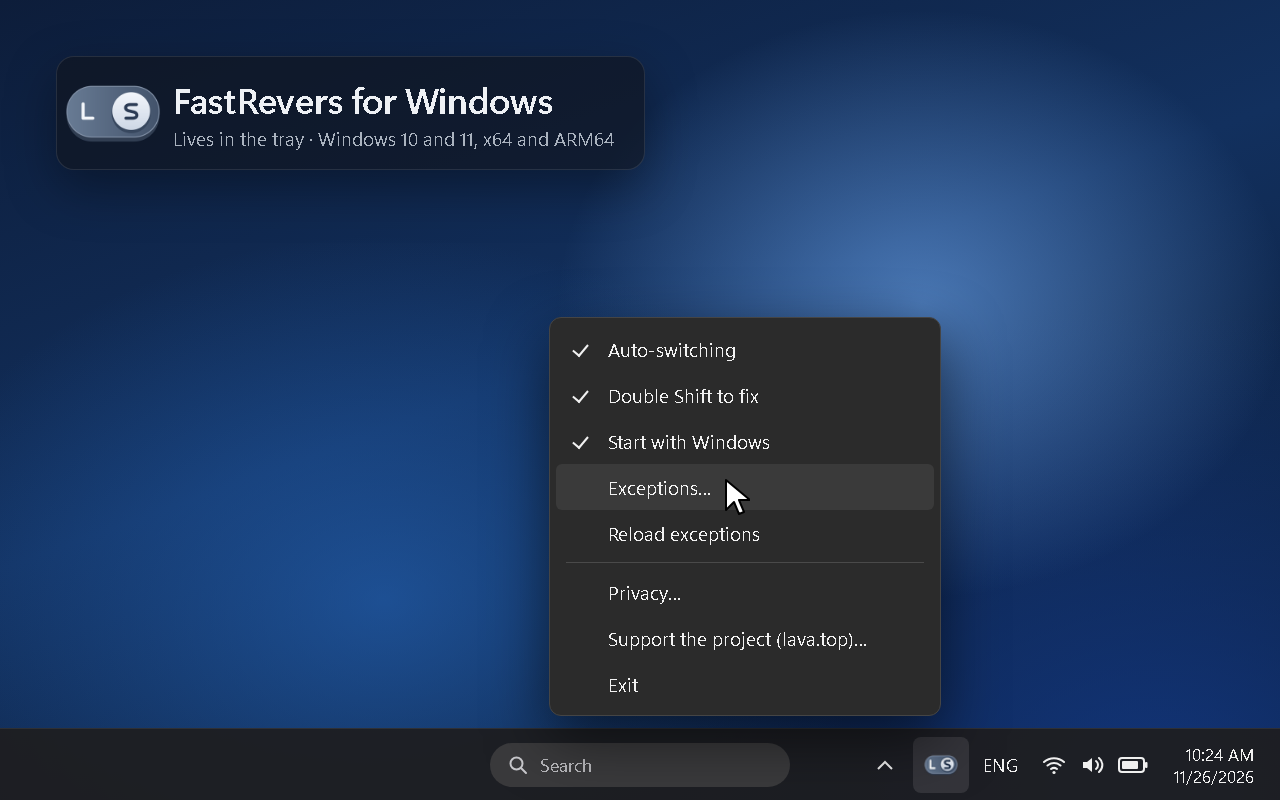 L S
FastRevers for Windows
Lives in the tray · Windows 10 and 11, x64 and ARM64
Auto-switching
Double Shift to fix
Start with Windows
Exceptions...
Reload exceptions
Privacy...
Support the project (lava.top)...
Exit
Search
L S
ENG
10:24 AM
11/26/2026